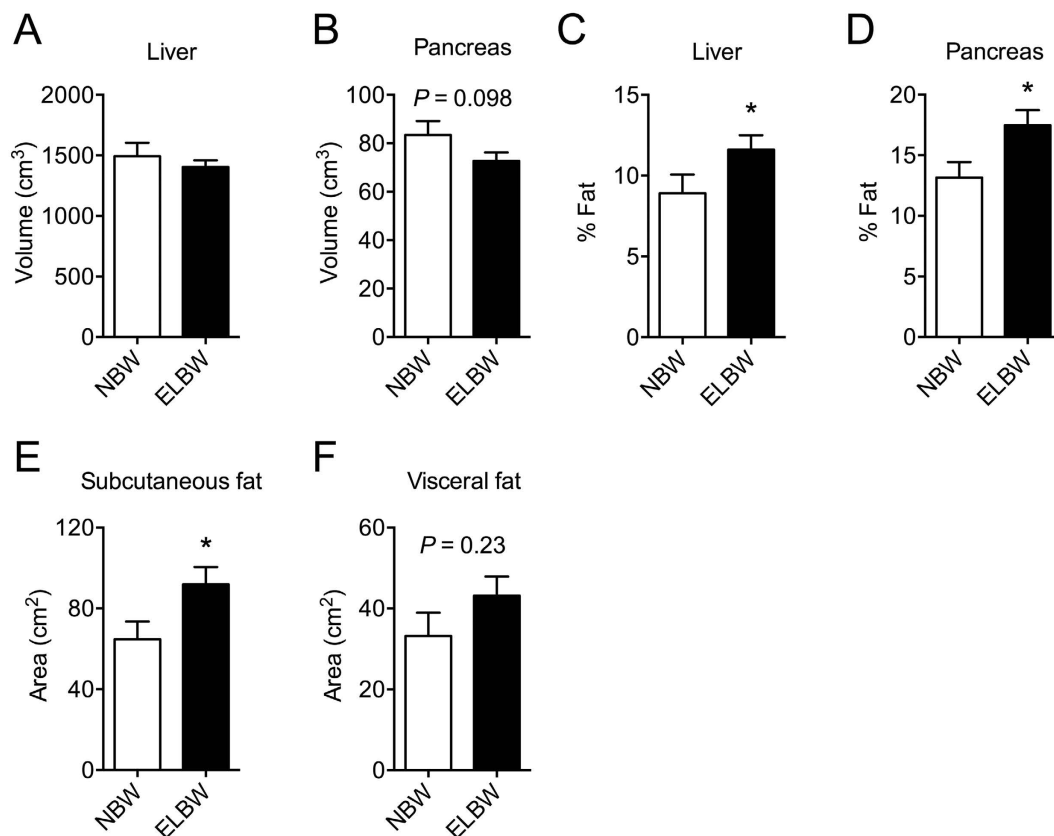 A
Liver
Volume (cm³)
2000
1500
1000
500
0
NBW
ELBW
B
Pancreas
P = 0.098
Volume (cm³)
100
80
60
40
20
0
NBW
ELBW
C
Liver
*
% Fat
15
10
5
0
NBW
ELBW
D
Pancreas
*
% Fat
20
15
10
5
0
NBW
ELBW
E
Subcutaneous fat
*
Area (cm²)
120
80
40
0
NBW
ELBW
F
Visceral fat
P = 0.23
Area (cm²)
60
40
20
0
NBW
ELBW